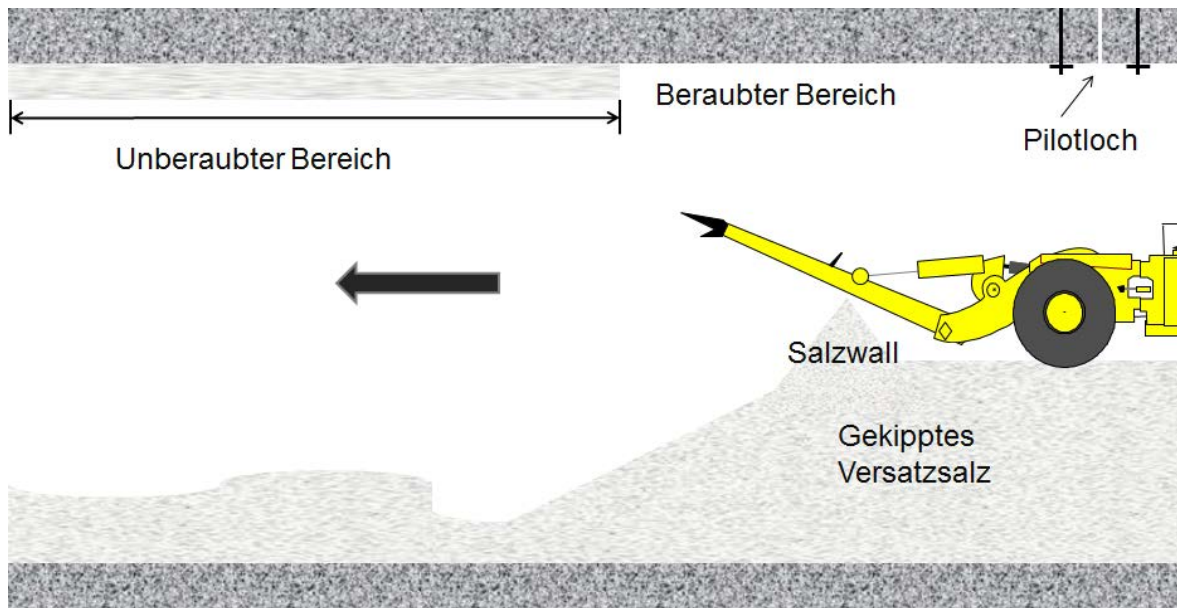 Beraubter Bereich
Pilotloch
Unberaubter Bereich
Salzwall
Gekipptes
Versatzsalz